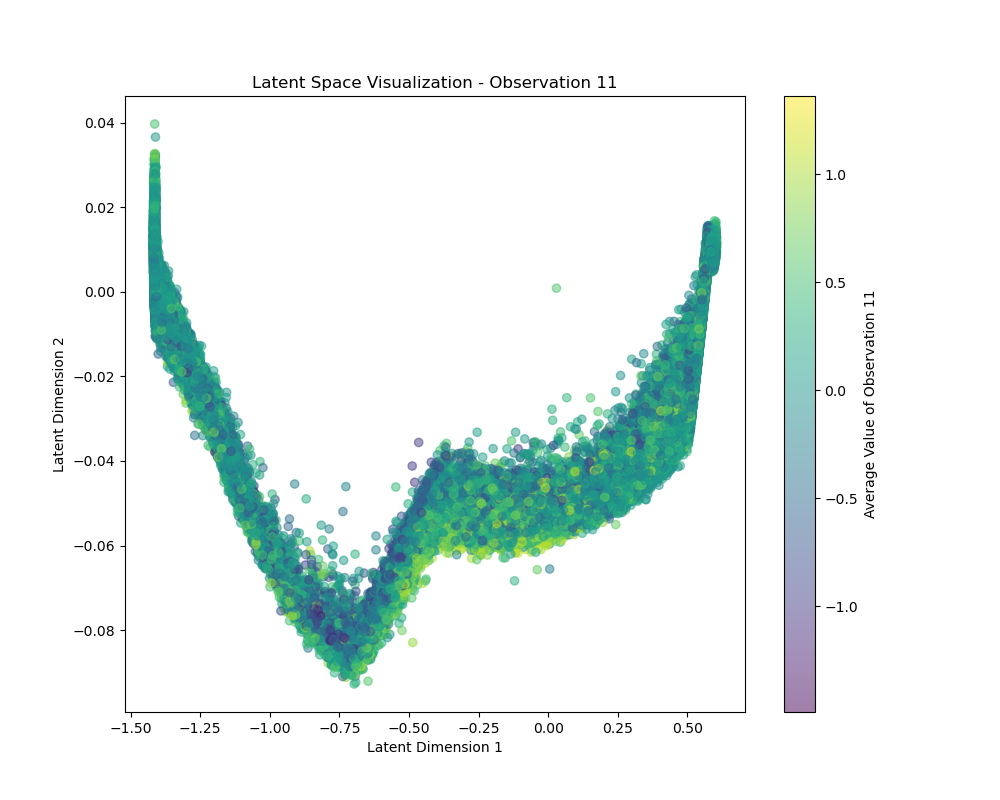 Latent Space Visualization - Observation 11
0.04
0.02
0.00
−0.02
−0.04
−0.06
−0.08
Latent Dimension 2
−1.50 −1.25 −1.00 −0.75 −0.50 −0.25 0.00 0.25 0.50
Latent Dimension 1
1.0
0.5
0.0
−0.5
−1.0
Average Value of Observation 11